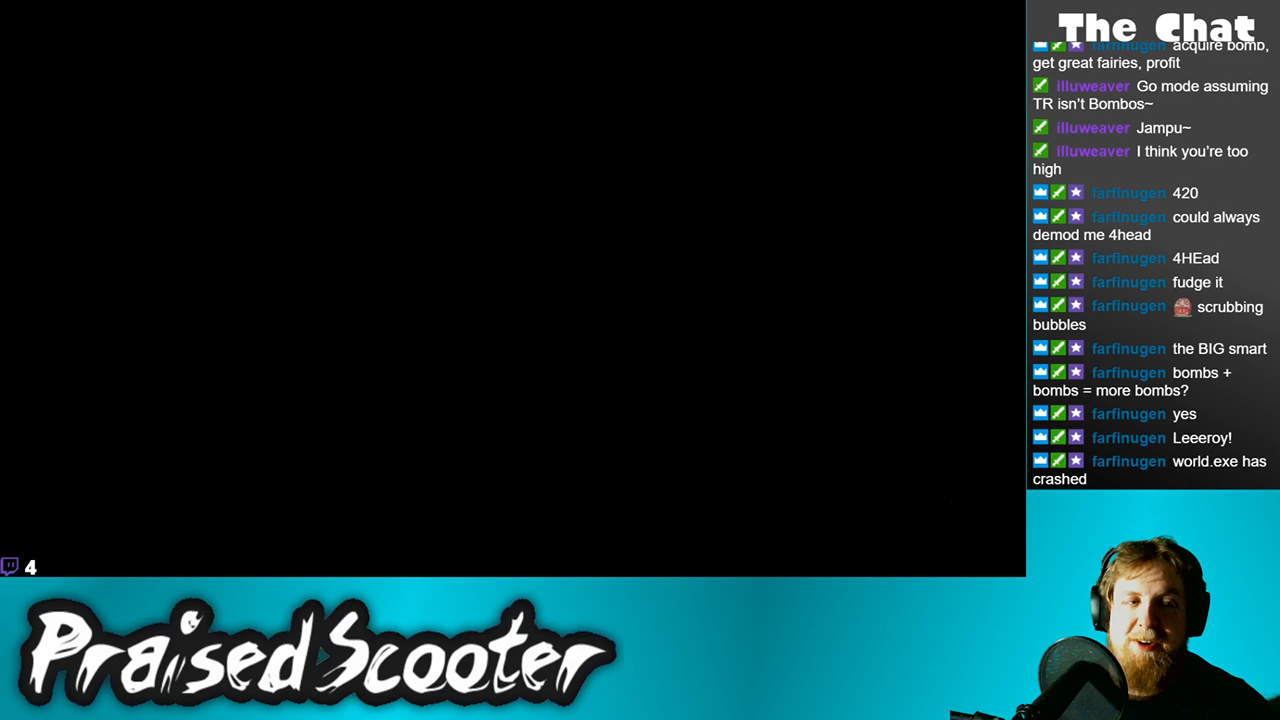 The Chat
farfinugen acquire bomb,
get great fairies, profit
illuweaver Go mode assuming
TR isn't Bombos~
illuweaver Jampu~
illuweaver I think you're too
high
farfinugen 420
farfinugen could always
demod me 4head
farfinugen 4HEad
farfinugen fudge it
farfinugen scrubbing
bubbles
farfinugen the BIG smart
farfinugen bombs +
bombs = more bombs?
farfinugen yes
farfinugen Leeeroy!
farfinugen world.exe has
crashed
4
PraisedScooter